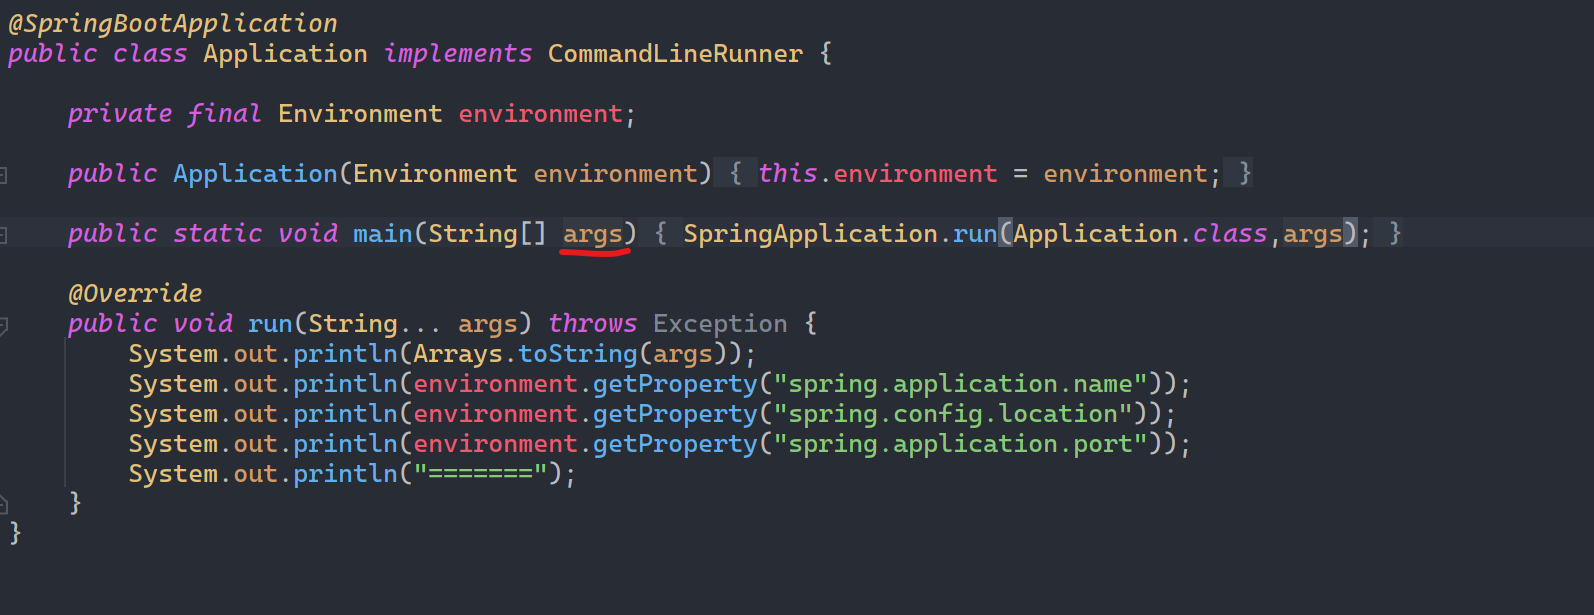 @SpringBootApplication
public class Application implements CommandLineRunner {
private final Environment environment;
public Application(Environment environment) { this.environment = environment; }
public static void main(String[] args) { SpringApplication.run(Application.class,args); }
@Override
public void run(String... args) throws Exception {
System.out.println(Arrays.toString(args));
System.out.println(environment.getProperty("spring.application.name"));
System.out.println(environment.getProperty("spring.config.location"));
System.out.println(environment.getProperty("spring.application.port"));
System.out.println("=======");
}
}